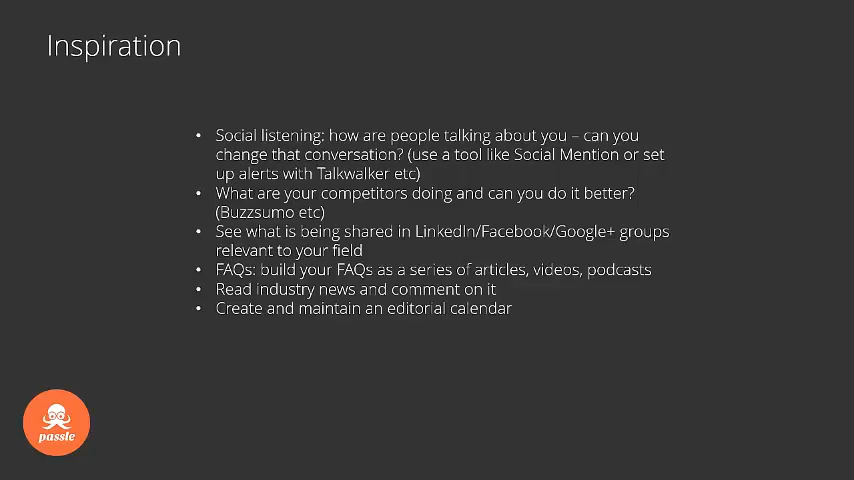 Inspiration
• Social listening: how are people talking about you – can you
change that conversation? (use a tool like Social Mention or set
up alerts with Talkwalker etc)
• What are your competitors doing and can you do it better?
(Buzzsumo etc)
• See what is being shared in LinkedIn/Facebook/Google+ groups
relevant to your field
• FAQs: build your FAQs as a series of articles, videos, podcasts
• Read industry news and comment on it
• Create and maintain an editorial calendar
passle